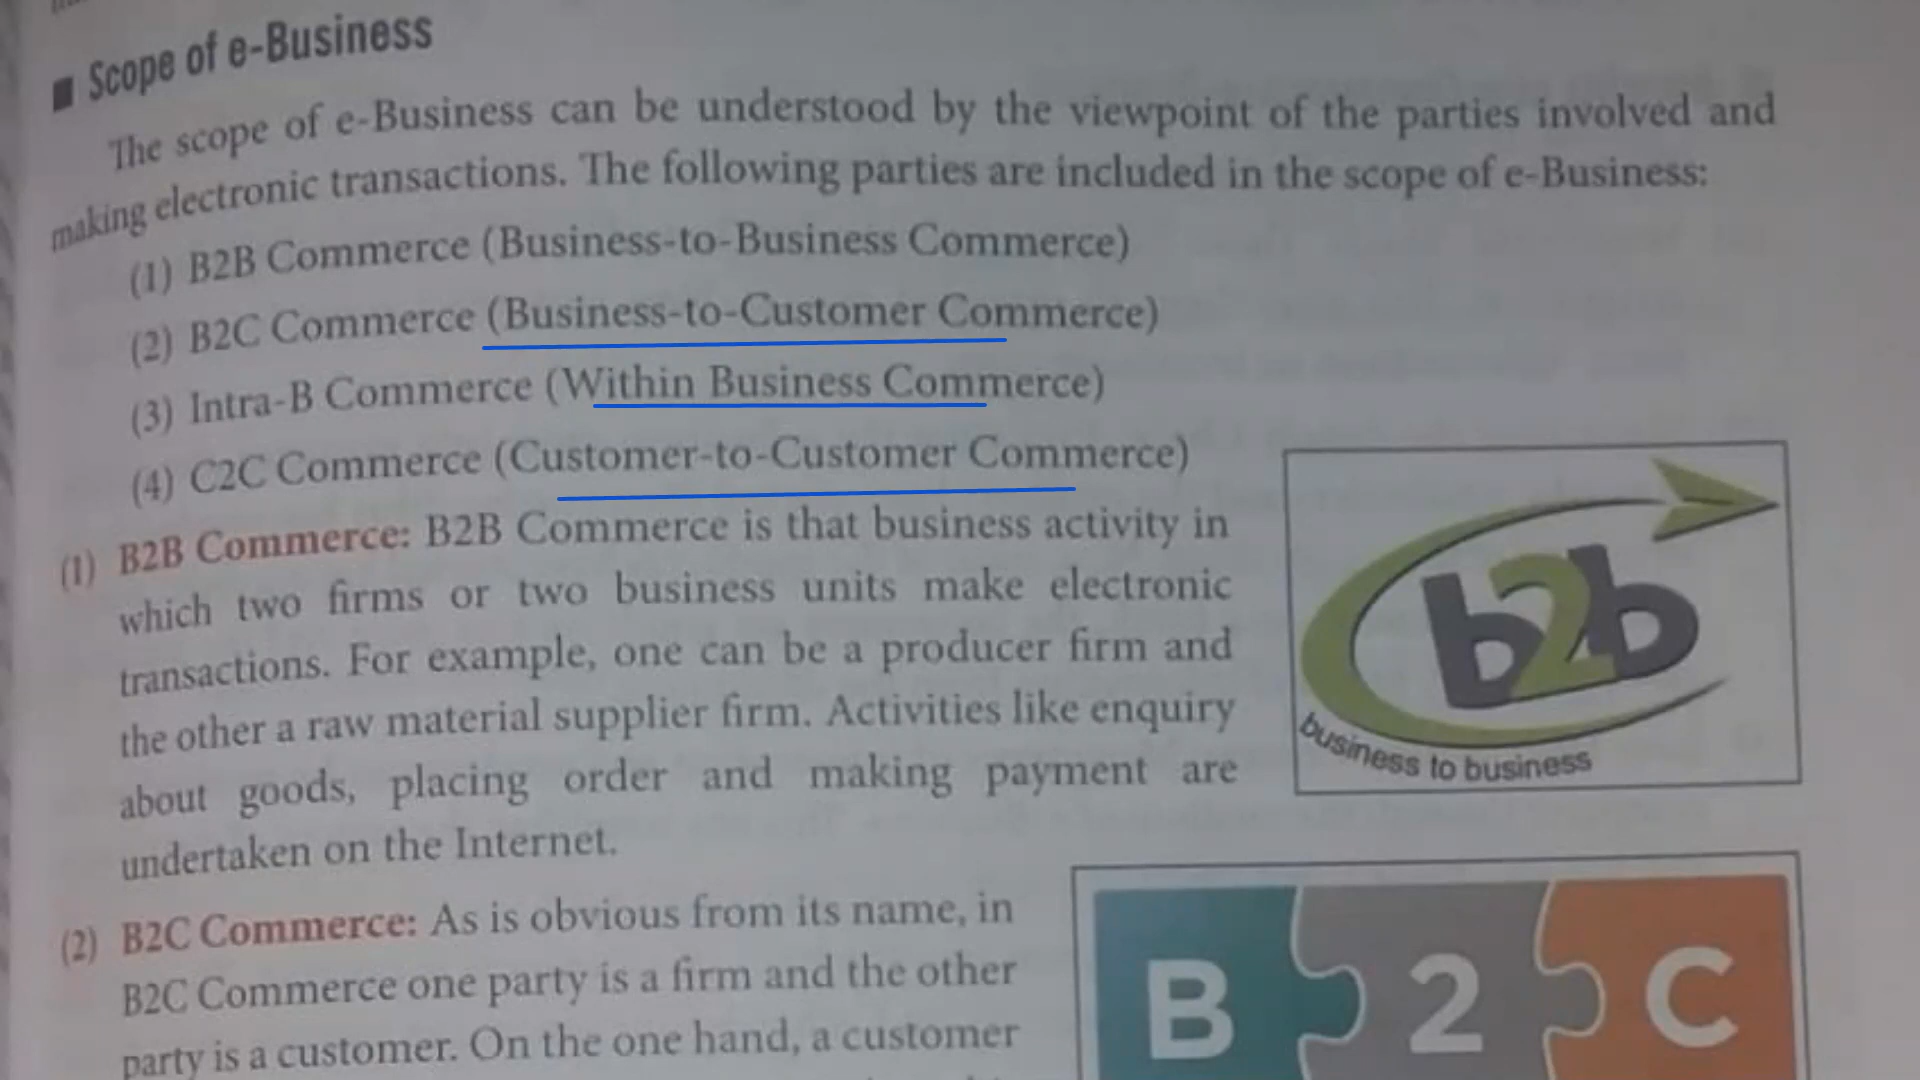 ■ Scope of e-Business
The scope of e-Business can be understood by the viewpoint of the parties involved and
making electronic transactions. The following parties are included in the scope of e-Business:
(1) B2B Commerce (Business-to-Business Commerce)
(2) B2C Commerce (Business-to-Customer Commerce)
(3) Intra-B Commerce (Within Business Commerce)
(4) C2C Commerce (Customer-to-Customer Commerce)
(1) B2B Commerce: B2B Commerce is that business activity in
which two firms or two business units make electronic
transactions. For example, one can be a producer firm and
the other a raw material supplier firm. Activities like enquiry
about goods, placing order and making payment are
undertaken on the Internet.
b2b
business to business
(2) B2C Commerce: As is obvious from its name, in
B2C Commerce one party is a firm and the other
party is a customer. On the one hand, a customer
B 2 C